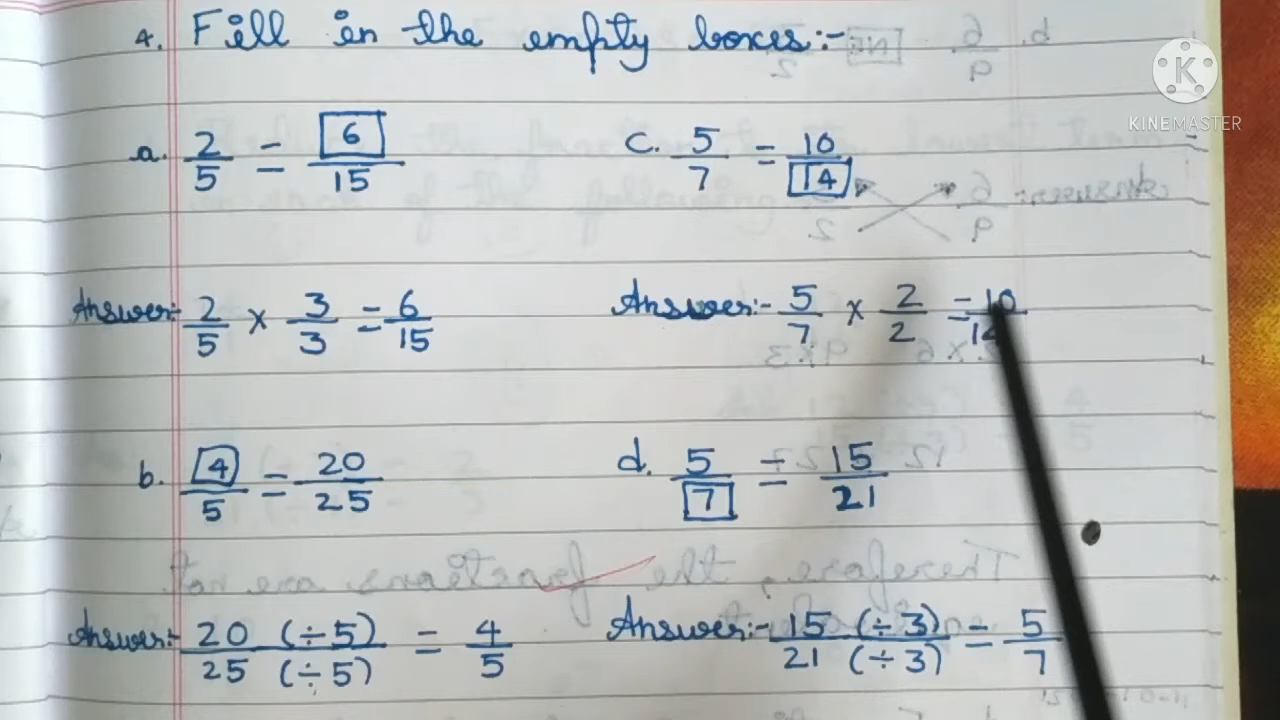 4. Fill in the empty boxes:-
a. 2/5 = 6/15
c. 5/7 = 10/14
Answer:- 2/5 × 3/3 = 6/15
Answer:- 5/7 × 2/2 = 10/14
b. 4/5 = 20/25
d. 5/7 = 15/21
Answer:- 20 (÷5) / 25 (÷5) = 4/5
Answer:- 15 (÷3) / 21 (÷3) = 5/7
KINEMASTER